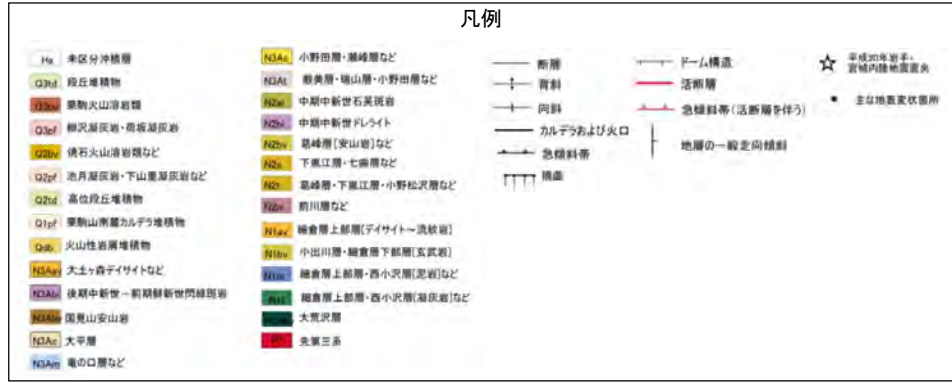 凡例
Ha 未区分沖積層
Q3td 段丘堆積物
栗駒火山溶岩類
Q3pf 柳沢凝灰岩・荷坂凝灰岩
Q2bv 焼石火山溶岩類など
Q2pf 池月凝灰岩・下山里凝灰岩など
Q2td 高位段丘堆積物
Q1pf 栗駒山南麓カルデラ堆積物
Qdb 火山性岩屑堆積物
N3Aav 大土ヶ森デイサイトなど
N3Abi 後期中新世－前期鮮新世閃緑斑岩
N3Abv 国見山安山岩
N3Ac 大平層
N3Am 竜の口層など
N3As 小野田層・瀬峰層など
N3At 厳美層・瑞山層・小野田層など
N2ai 中期中新世石英斑岩
N2bi 中期中新世ドレライト
N2bv 葛峰層[安山岩]など
N2s 下嵐江層・七曲層など
N2t 葛峰層・下嵐江層・小野松沢層など
前川層など
N1av 細倉上部層[デイサイト～流紋岩]
N1bv 小出川層・細倉層下部層[玄武岩]
細倉層上部層・西小沢層[泥岩]など
細倉層上部層・西小沢層[凝灰岩]など
大荒沢層
先第三系
断層
背斜
向斜
カルデラおよび火口
急傾斜帯
撓曲
ドーム構造
活断層
急傾斜帯(活断層を伴う)
地層の一般走向傾斜
平成20年岩手・
宮城内陸地震震央
主な地表変状箇所